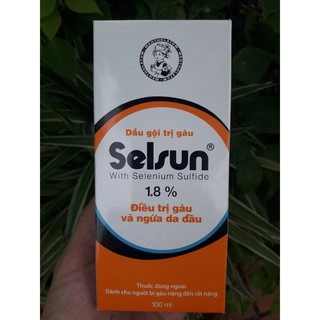 Dầu gội trị gàu
Selsun®
With Selenium Sulfide
1.8 %
Điều trị gàu
và ngứa da đầu
Thuốc dùng ngoài
Dành cho người bị gàu nặng đến rất nặng
100 ml